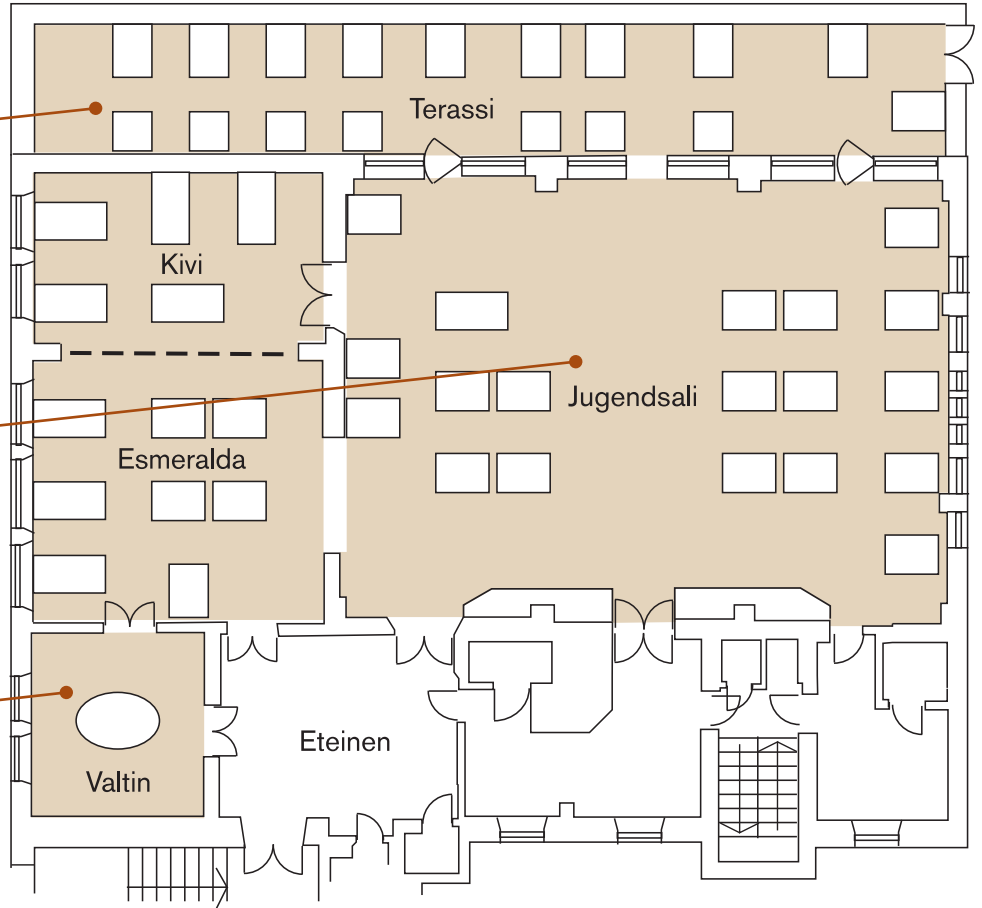 Terassi
Kivi
Jugendsali
Esmeralda
Eteinen
Valtin